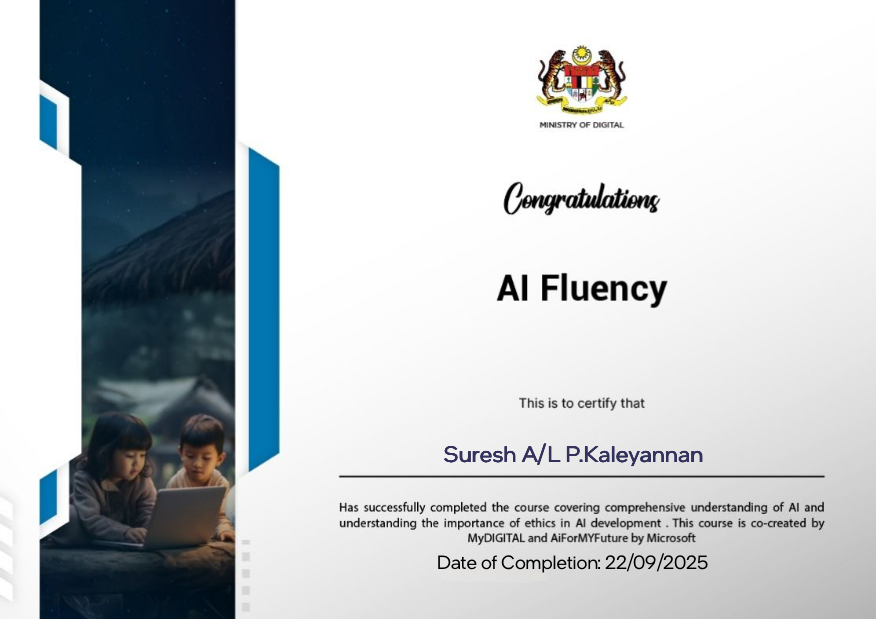 MINISTRY OF DIGITAL
Congratulations
AI Fluency
This is to certify that
Suresh A/L P.Kaleyannan
Has successfully completed the course covering comprehensive understanding of AI and
understanding the importance of ethics in AI development . This course is co-created by
MyDIGITAL and AiForMYFuture by Microsoft
Date of Completion: 22/09/2025